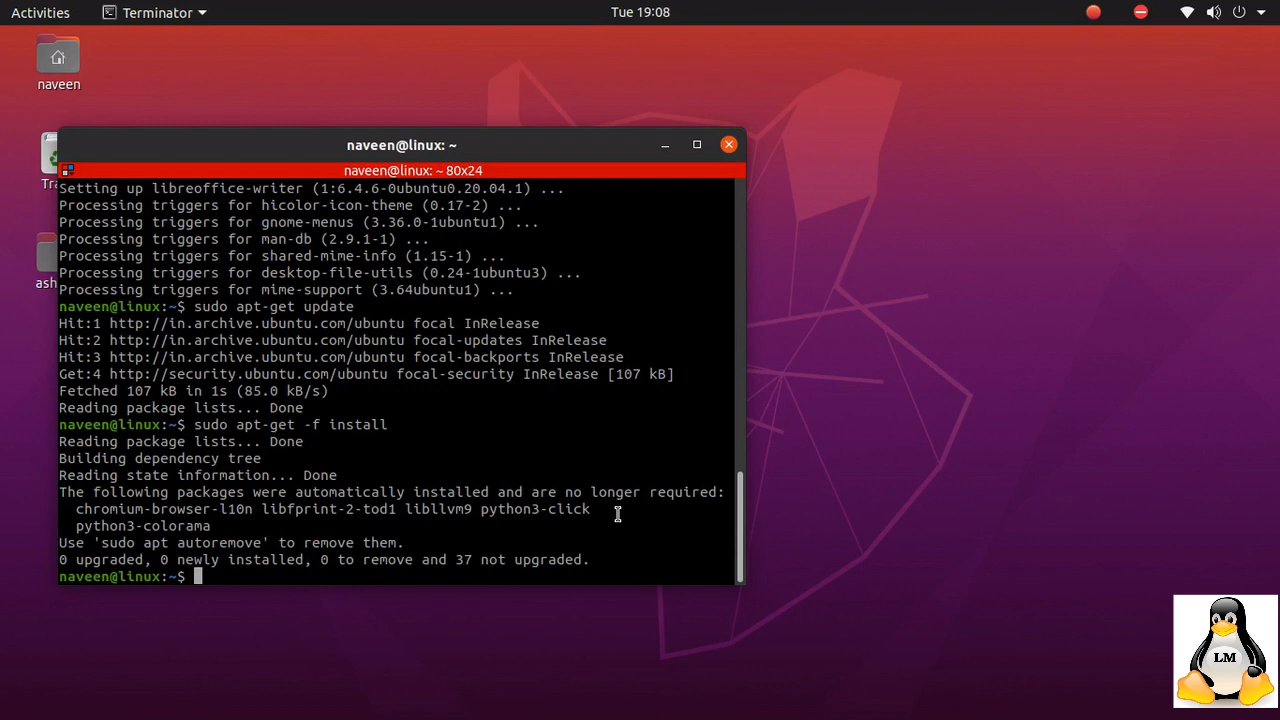 Activities
Terminator
Tue 19:08
naveen
naveen@linux: ~
naveen@linux: ~ 80x24
Setting up libreoffice-writer (1:6.4.6-0ubuntu0.20.04.1) ...
Processing triggers for hicolor-icon-theme (0.17-2) ...
Processing triggers for gnome-menus (3.36.0-1ubuntu1) ...
Processing triggers for man-db (2.9.1-1) ...
Processing triggers for shared-mime-info (1.15-1) ...
Processing triggers for desktop-file-utils (0.24-1ubuntu3) ...
Processing triggers for mime-support (3.64ubuntu1) ...
naveen@linux:~$ sudo apt-get update
Hit:1 http://in.archive.ubuntu.com/ubuntu focal InRelease
Hit:2 http://in.archive.ubuntu.com/ubuntu focal-updates InRelease
Hit:3 http://in.archive.ubuntu.com/ubuntu focal-backports InRelease
Get:4 http://security.ubuntu.com/ubuntu focal-security InRelease [107 kB]
Fetched 107 kB in 1s (85.0 kB/s)
Reading package lists... Done
naveen@linux:~$ sudo apt-get -f install
Reading package lists... Done
Building dependency tree
Reading state information... Done
The following packages were automatically installed and are no longer required:
chromium-browser-l10n libfprint-2-tod1 libllvm9 python3-click
python3-colorama
Use 'sudo apt autoremove' to remove them.
0 upgraded, 0 newly installed, 0 to remove and 37 not upgraded.
naveen@linux:~$
LM